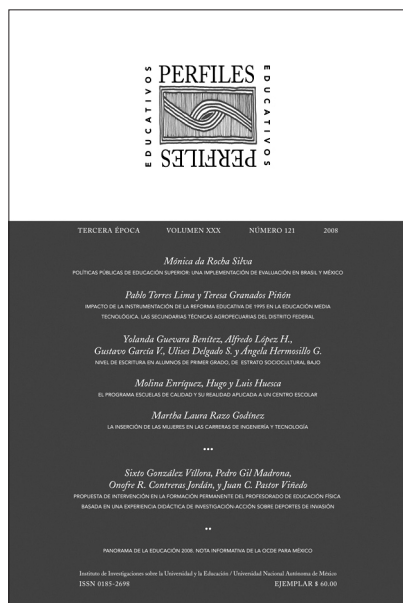 PERFILES
EDUCATIVOS
EDUCATIVOS
PERFILES
TERCERA ÉPOCA VOLUMEN XXX NÚMERO 121 2008
Mónica da Rocha Silva
POLÍTICAS PÚBLICAS DE EDUCACIÓN SUPERIOR: UNA IMPLEMENTACIÓN DE EVALUACIÓN EN BRASIL Y MÉXICO
Pablo Torres Lima y Teresa Granados Piñón
IMPACTO DE LA INSTRUMENTACIÓN DE LA REFORMA EDUCATIVA DE 1995 EN LA EDUCACIÓN MEDIA
TECNOLÓGICA. LAS SECUNDARIAS TÉCNICAS AGROPECUARIAS DEL DISTRITO FEDERAL
Yolanda Guevara Benítez, Alfredo López H.,
Gustavo García V., Ulises Delgado S. y Ángela Hermosillo G.
NIVEL DE ESCRITURA EN ALUMNOS DE PRIMER GRADO, DE ESTRATO SOCIOCULTURAL BAJO
Molina Enríquez, Hugo y Luis Huesca
EL PROGRAMA ESCUELAS DE CALIDAD Y SU REALIDAD APLICADA A UN CENTRO ESCOLAR
Martha Laura Razo Godínez
LA INSERCIÓN DE LAS MUJERES EN LAS CARRERAS DE INGENIERÍA Y TECNOLOGÍA
•••
Sixto González Víllora, Pedro Gil Madrona,
Onofre R. Contreras Jordán, y Juan C. Pastor Viñedo
PROPUESTA DE INTERVENCIÓN EN LA FORMACIÓN PERMANENTE DEL PROFESORADO DE EDUCACIÓN FÍSICA
BASADA EN UNA EXPERIENCIA DIDÁCTICA DE INVESTIGACIÓN-ACCIÓN SOBRE DEPORTES DE INVASIÓN
••
PANORAMA DE LA EDUCACIÓN 2008. NOTA INFORMATIVA DE LA OCDE PARA MÉXICO
Instituto de Investigaciones sobre la Universidad y la Educación / Universidad Nacional Autónoma de México
ISSN 0185-2698 EJEMPLAR $ 60.00